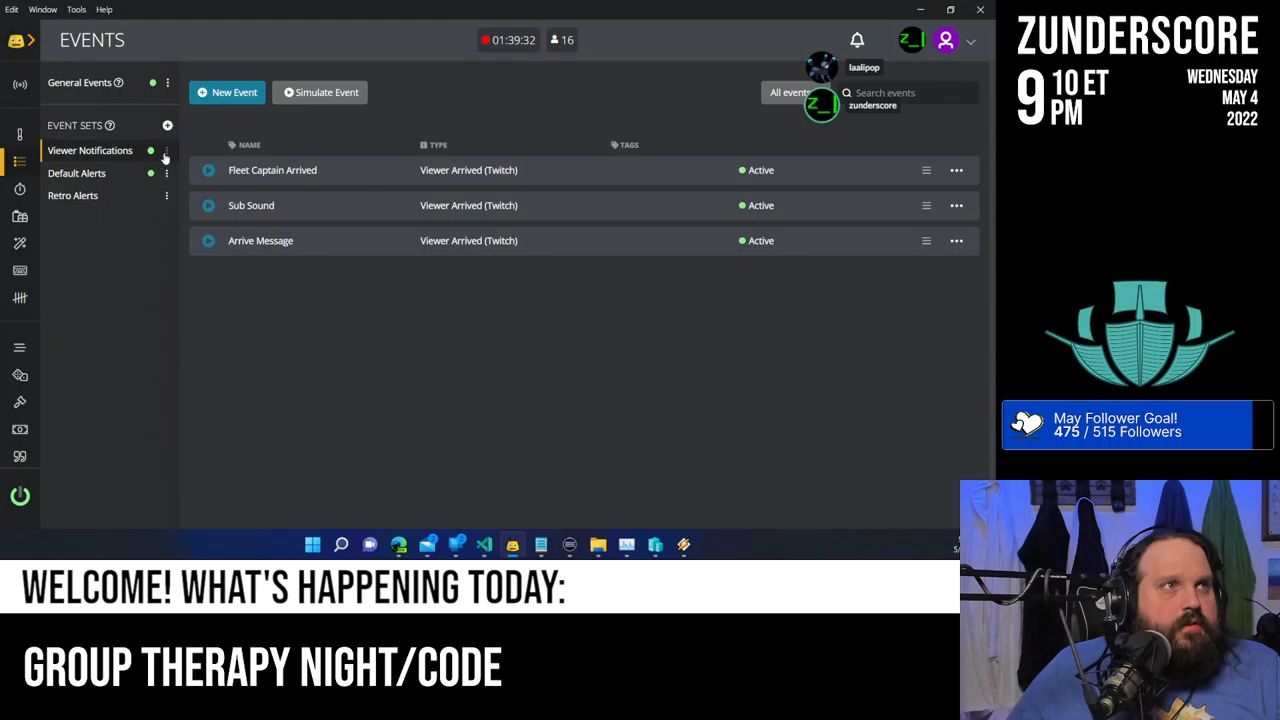 Edit Window Tools Help
EVENTS
01:39:32
16
laalipop
zunderscore
General Events
New Event
Simulate Event
All events
Search events
EVENT SETS
Viewer Notifications
Default Alerts
Retro Alerts
NAME TYPE TAGS
Fleet Captain Arrived Viewer Arrived (Twitch) Active
Sub Sound Viewer Arrived (Twitch) Active
Arrive Message Viewer Arrived (Twitch) Active
ZUNDERSCORE
9 10 ET PM
WEDNESDAY
MAY 4
2022
May Follower Goal!
475 / 515 Followers
WELCOME! WHAT'S HAPPENING TODAY:
GROUP THERAPY NIGHT/CODE